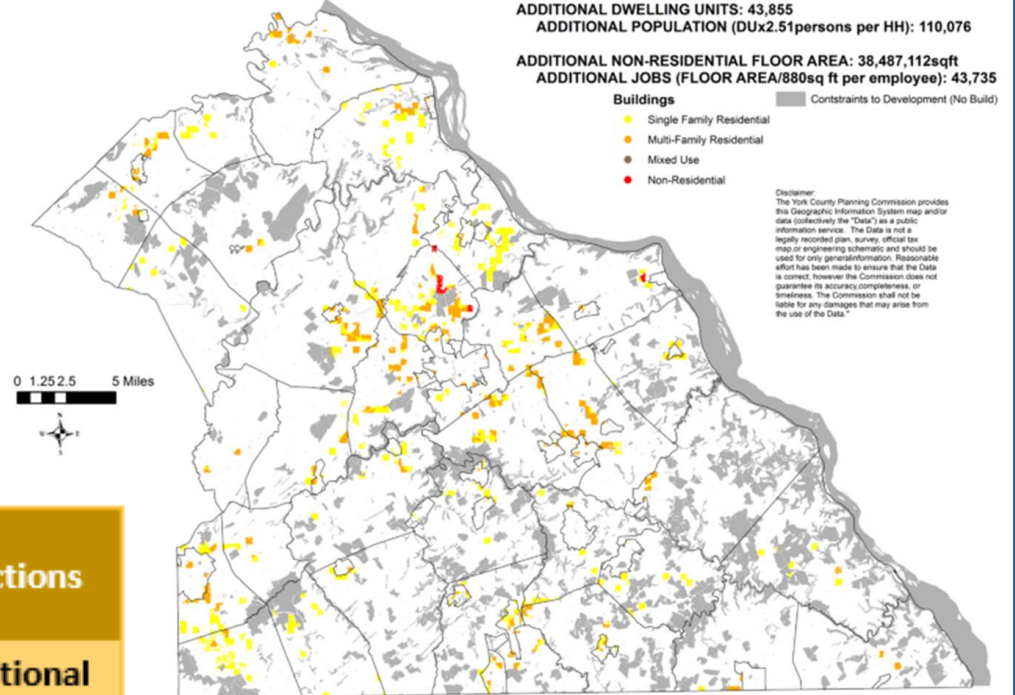 ADDITIONAL DWELLING UNITS: 43,855
ADDITIONAL POPULATION (DUx2.51persons per HH): 110,076
ADDITIONAL NON-RESIDENTIAL FLOOR AREA: 38,487,112sqft
ADDITIONAL JOBS (FLOOR AREA/880sq ft per employee): 43,735
Buildings
Contstraints to Development (No Build)
Single Family Residential
Multi-Family Residential
Mixed Use
Non-Residential
Disclaimer:
The York County Planning Commission provides
this Geographic Information System map and/or
data (collectively the "Data") as a public
information service. The Data is not a
legally recorded plan, survey, official tax
map,or engineering schematic and should be
used for only generalinformation. Reasonable
effort has been made to ensure that the Data
is correct; however the Commission does not
guarantee its accuracy,completeness, or
timeliness. The Commission shall not be
liable for any damages that may arise from
the use of the Data."
0 1.25 2.5 5 Miles
N
W E
S
ctions
tional